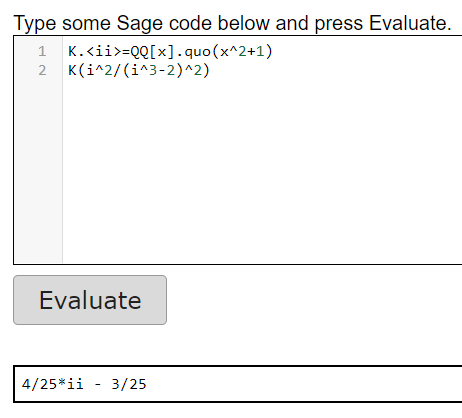 Type some Sage code below and press Evaluate.
1 K.<ii>=QQ[x].quo(x^2+1)
2 K(i^2/(i^3-2)^2)
Evaluate
4/25*ii - 3/25